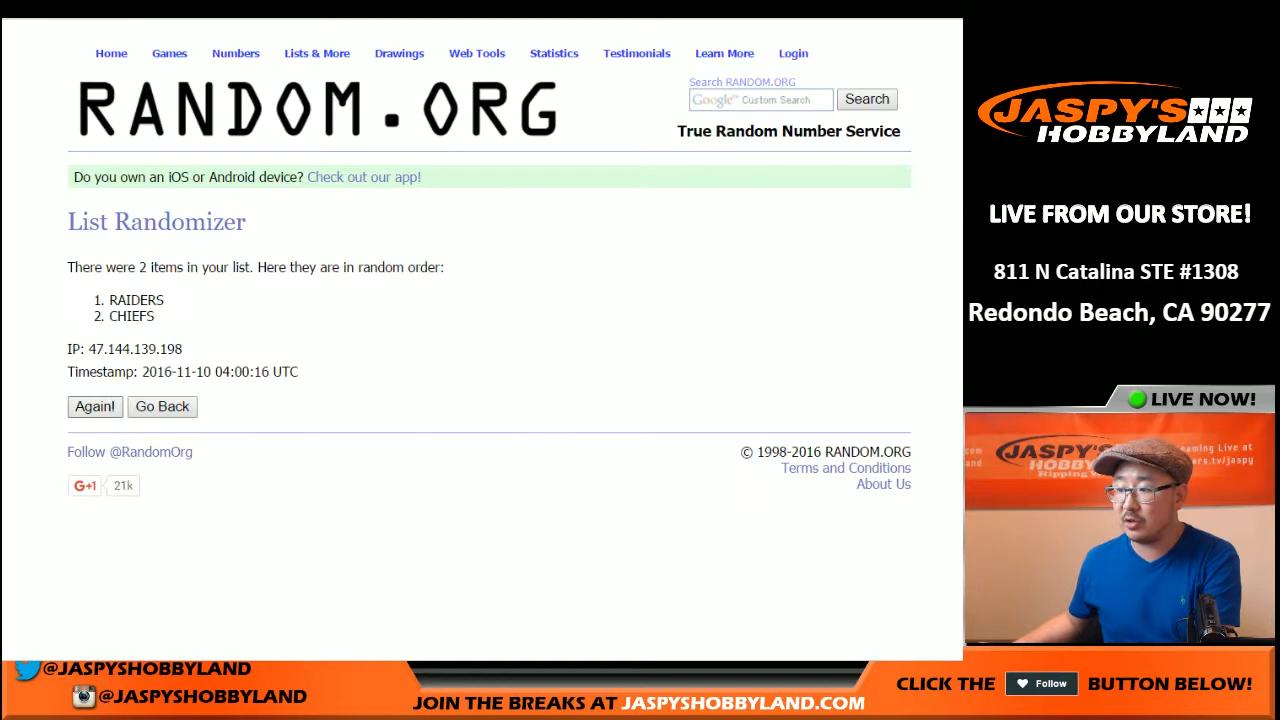 Home Games Numbers Lists & More Drawings Web Tools Statistics Testimonials Learn More Login
RANDOM.ORG
Search RANDOM.ORG
Google™ Custom Search Search
True Random Number Service
Do you own an iOS or Android device? Check out our app!
List Randomizer
There were 2 items in your list. Here they are in random order:
1. RAIDERS
2. CHIEFS
IP: 47.144.139.198
Timestamp: 2016-11-10 04:00:16 UTC
Again! Go Back
Follow @RandomOrg
© 1998-2016 RANDOM.ORG
Terms and Conditions
About Us
G+1 21k
JASPY'S
HOBBYLAND
LIVE FROM OUR STORE!
811 N Catalina STE #1308
Redondo Beach, CA 90277
LIVE NOW!
JASPY'S
Ripping
@JASPYSHOBBYLAND
@JASPYSHOBBYLAND
JOIN THE BREAKS AT JASPYSHOBBYLAND.COM
CLICK THE Follow BUTTON BELOW!